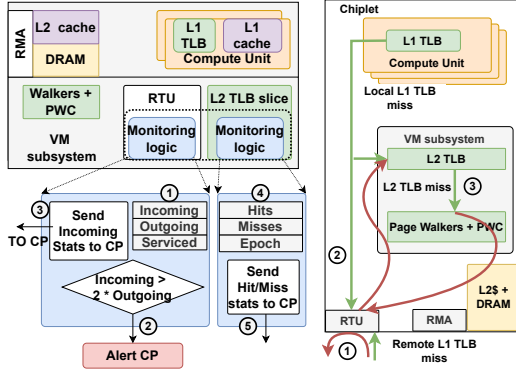 RMA
L2 cache
DRAM
L1
TLB
L1
cache
Compute Unit
Walkers +
PWC
RTU
L2 TLB slice
VM
subsystem
Monitoring
logic
Monitoring
logic
1
3
4
Send
Incoming
Stats to CP
TO CP
Incoming
Outgoing
Serviced
Hits
Misses
Epoch
Incoming >
2 * Outgoing
Send
Hit/Miss
stats to CP
2
5
Alert CP
Chiplet
L1 TLB
Compute Unit
Local L1 TLB
miss
VM subsystem
L2 TLB
L2 TLB miss
3
Page Walkers + PWC
2
L2$ +
DRAM
RTU
RMA
1
Remote L1 TLB
miss